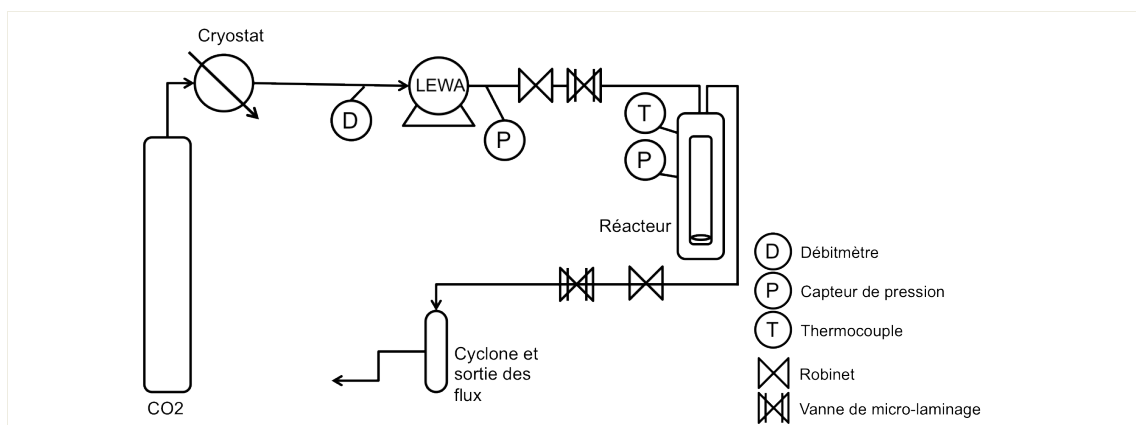 Cryostat
LEWA
D
P
T
P
Réacteur
D Débitmètre
P Capteur de pression
T Thermocouple
Robinet
Vanne de micro-laminage
Cyclone et
sortie des
flux
CO2